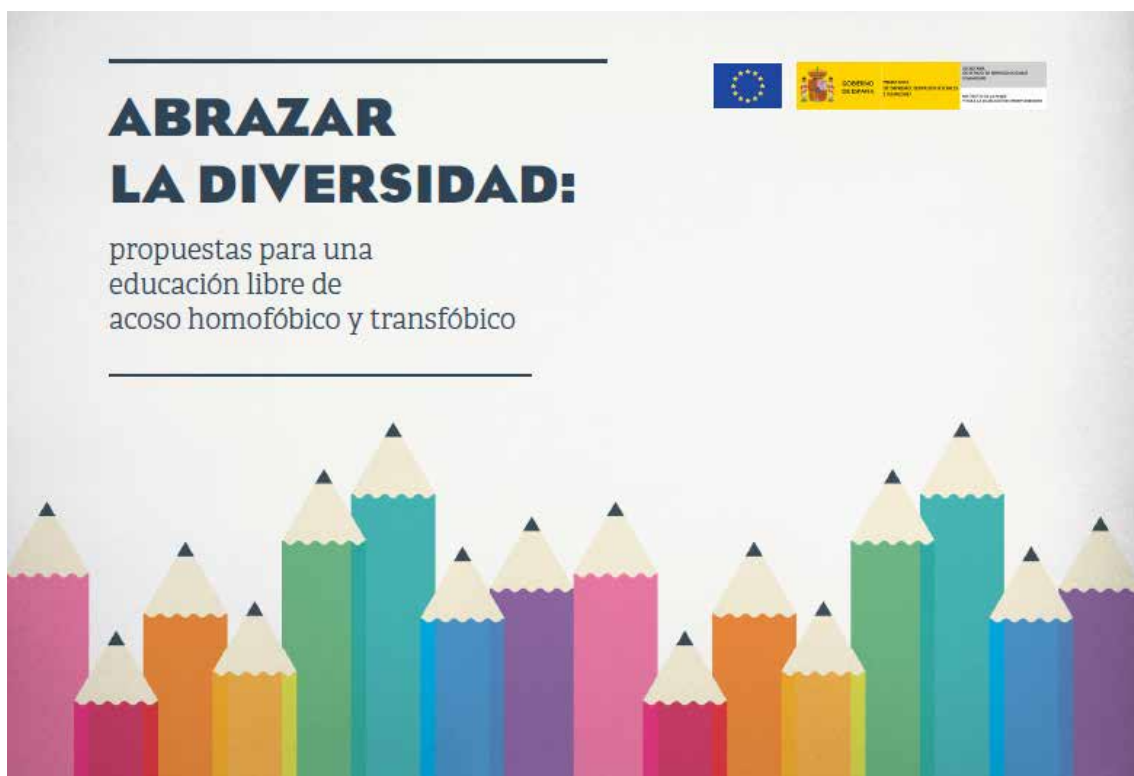 ABRAZAR
LA DIVERSIDAD:
propuestas para una
educación libre de
acoso homofóbico y transfóbico
GOBIERNO
DE ESPAÑA